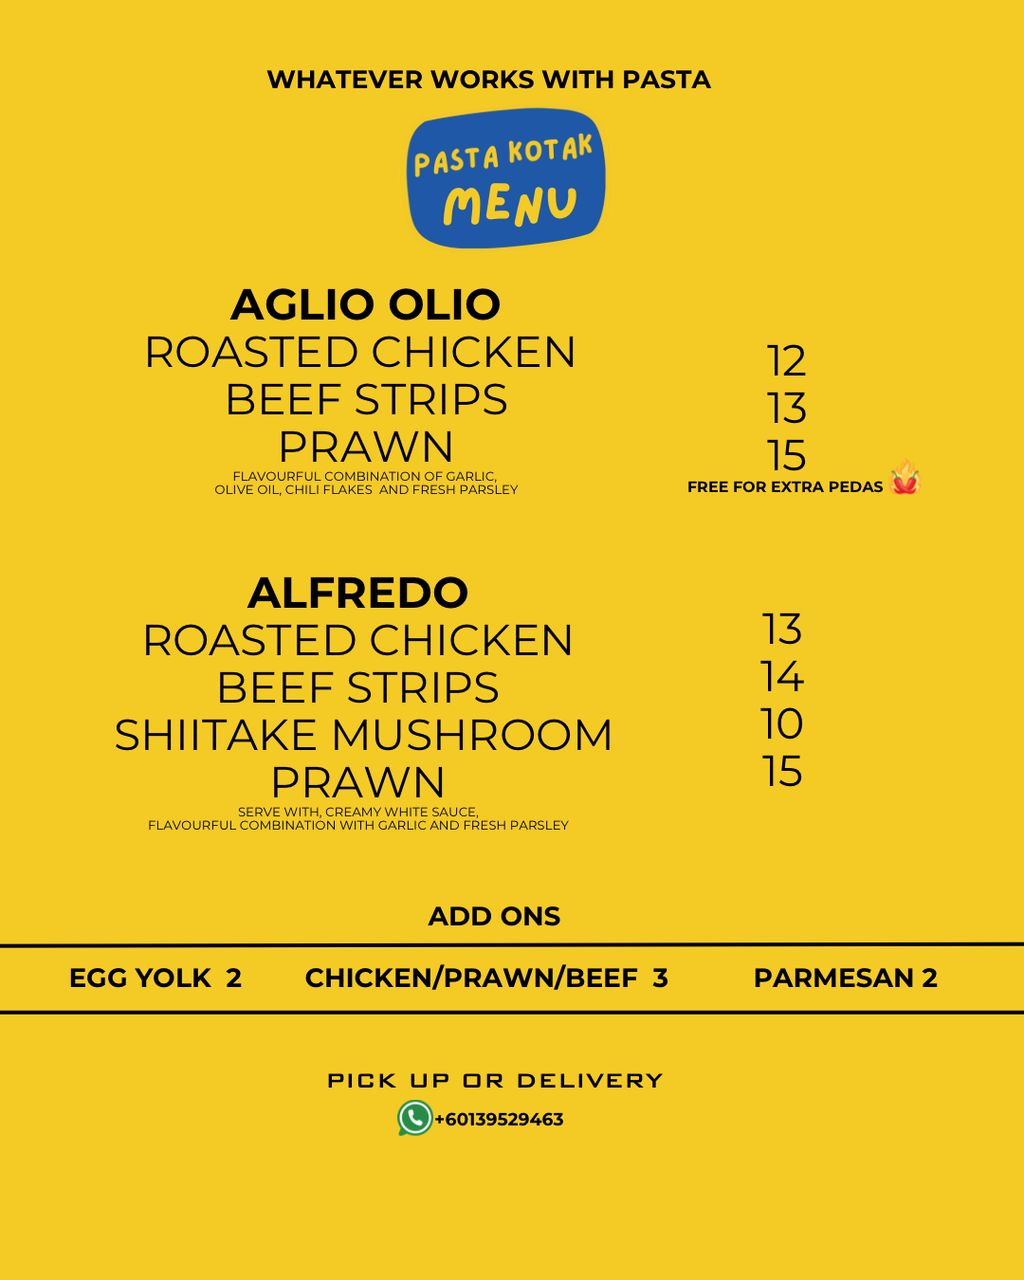 WHATEVER WORKS WITH PASTA
PASTA KOTAK
MENU
AGLIO OLIO
ROASTED CHICKEN 12
BEEF STRIPS 13
PRAWN 15
FLAVOURFUL COMBINATION OF GARLIC,
OLIVE OIL, CHILI FLAKES AND FRESH PARSLEY
FREE FOR EXTRA PEDAS
ALFREDO
ROASTED CHICKEN 13
BEEF STRIPS 14
SHIITAKE MUSHROOM 10
PRAWN 15
SERVE WITH, CREAMY WHITE SAUCE,
FLAVOURFUL COMBINATION WITH GARLIC AND FRESH PARSLEY
ADD ONS
EGG YOLK 2 CHICKEN/PRAWN/BEEF 3 PARMESAN 2
PICK UP OR DELIVERY
+60139529463